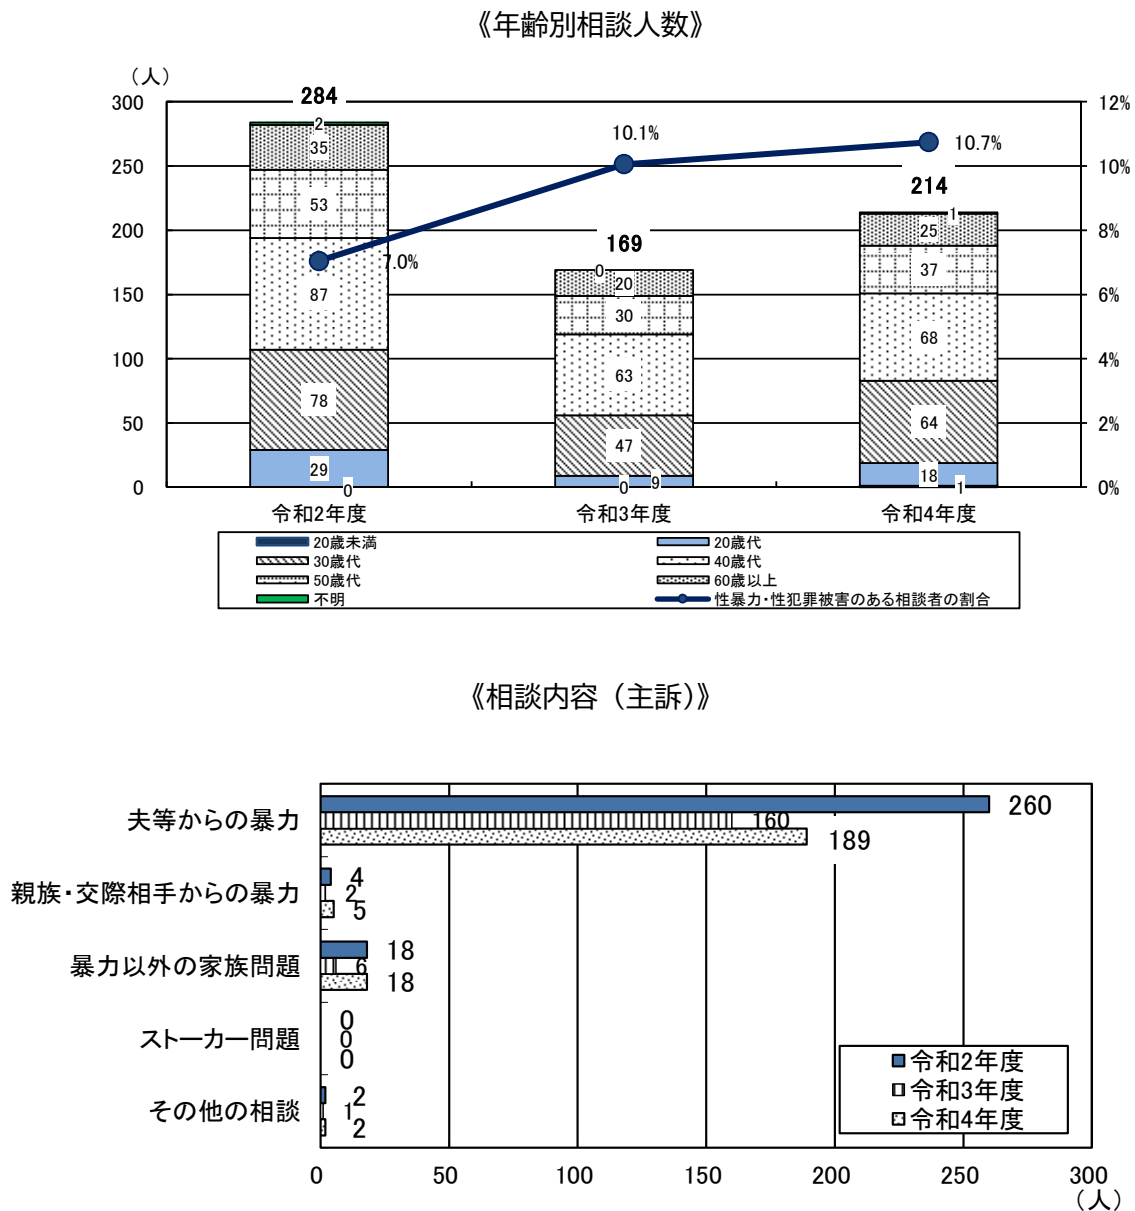 《年齢別相談人数》
（人）
300
250
200
150
100
50
0
12%
10%
8%
6%
4%
2%
0%
284
2
35
53
87
78
29
0
7.0%
169
0
20
30
63
47
0
9
10.1%
214
1
25
37
68
64
18
1
10.7%
令和2年度
令和3年度
令和4年度
20歳未満
20歳代
30歳代
40歳代
50歳代
60歳以上
不明
性暴力・性犯罪被害のある相談者の割合
《相談内容（主訴）》
夫等からの暴力
260
160
189
親族・交際相手からの暴力
4
2
5
暴力以外の家族問題
18
6
18
ストーカー問題
0
0
0
その他の相談
2
1
2
令和2年度
令和3年度
令和4年度
0 50 100 150 200 250 300
（人）